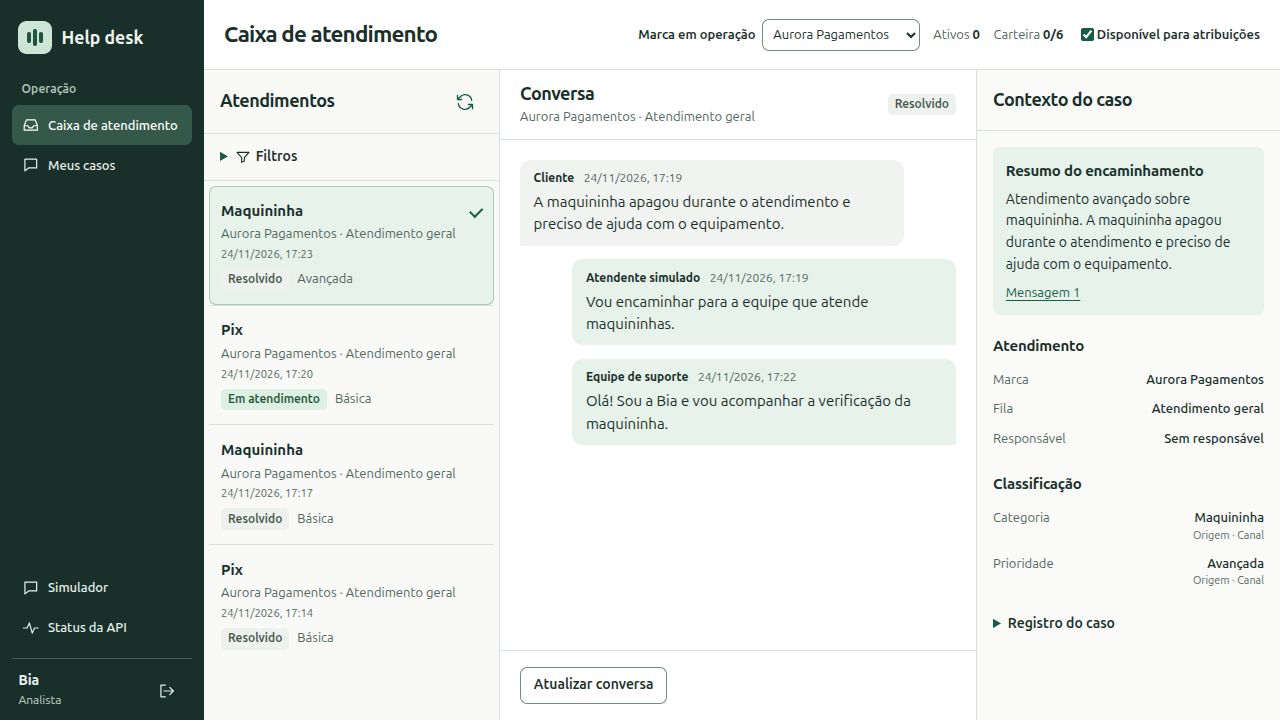 Help desk
Operação
Caixa de atendimento
Meus casos
Simulador
Status da API
Bia
Analista
Caixa de atendimento
Marca em operação
Aurora Pagamentos
Ativos 0
Carteira 0/6
Disponível para atribuições
Atendimentos
Filtros
Maquininha
Aurora Pagamentos · Atendimento geral
24/11/2026, 17:23
Resolvido Avançada
Pix
Aurora Pagamentos · Atendimento geral
24/11/2026, 17:20
Em atendimento Básica
Maquininha
Aurora Pagamentos · Atendimento geral
24/11/2026, 17:17
Resolvido Básica
Pix
Aurora Pagamentos · Atendimento geral
24/11/2026, 17:14
Resolvido Básica
Conversa
Aurora Pagamentos · Atendimento geral
Resolvido
Cliente 24/11/2026, 17:19
A maquininha apagou durante o atendimento e
preciso de ajuda com o equipamento.
Atendente simulado 24/11/2026, 17:19
Vou encaminhar para a equipe que atende
maquininhas.
Equipe de suporte 24/11/2026, 17:22
Olá! Sou a Bia e vou acompanhar a verificação da
maquininha.
Atualizar conversa
Contexto do caso
Resumo do encaminhamento
Atendimento avançado sobre
maquininha. A maquininha apagou
durante o atendimento e preciso de
ajuda com o equipamento.
Mensagem 1
Atendimento
Marca Aurora Pagamentos
Fila Atendimento geral
Responsável Sem responsável
Classificação
Categoria Maquininha
Origem · Canal
Prioridade Avançada
Origem · Canal
Registro do caso